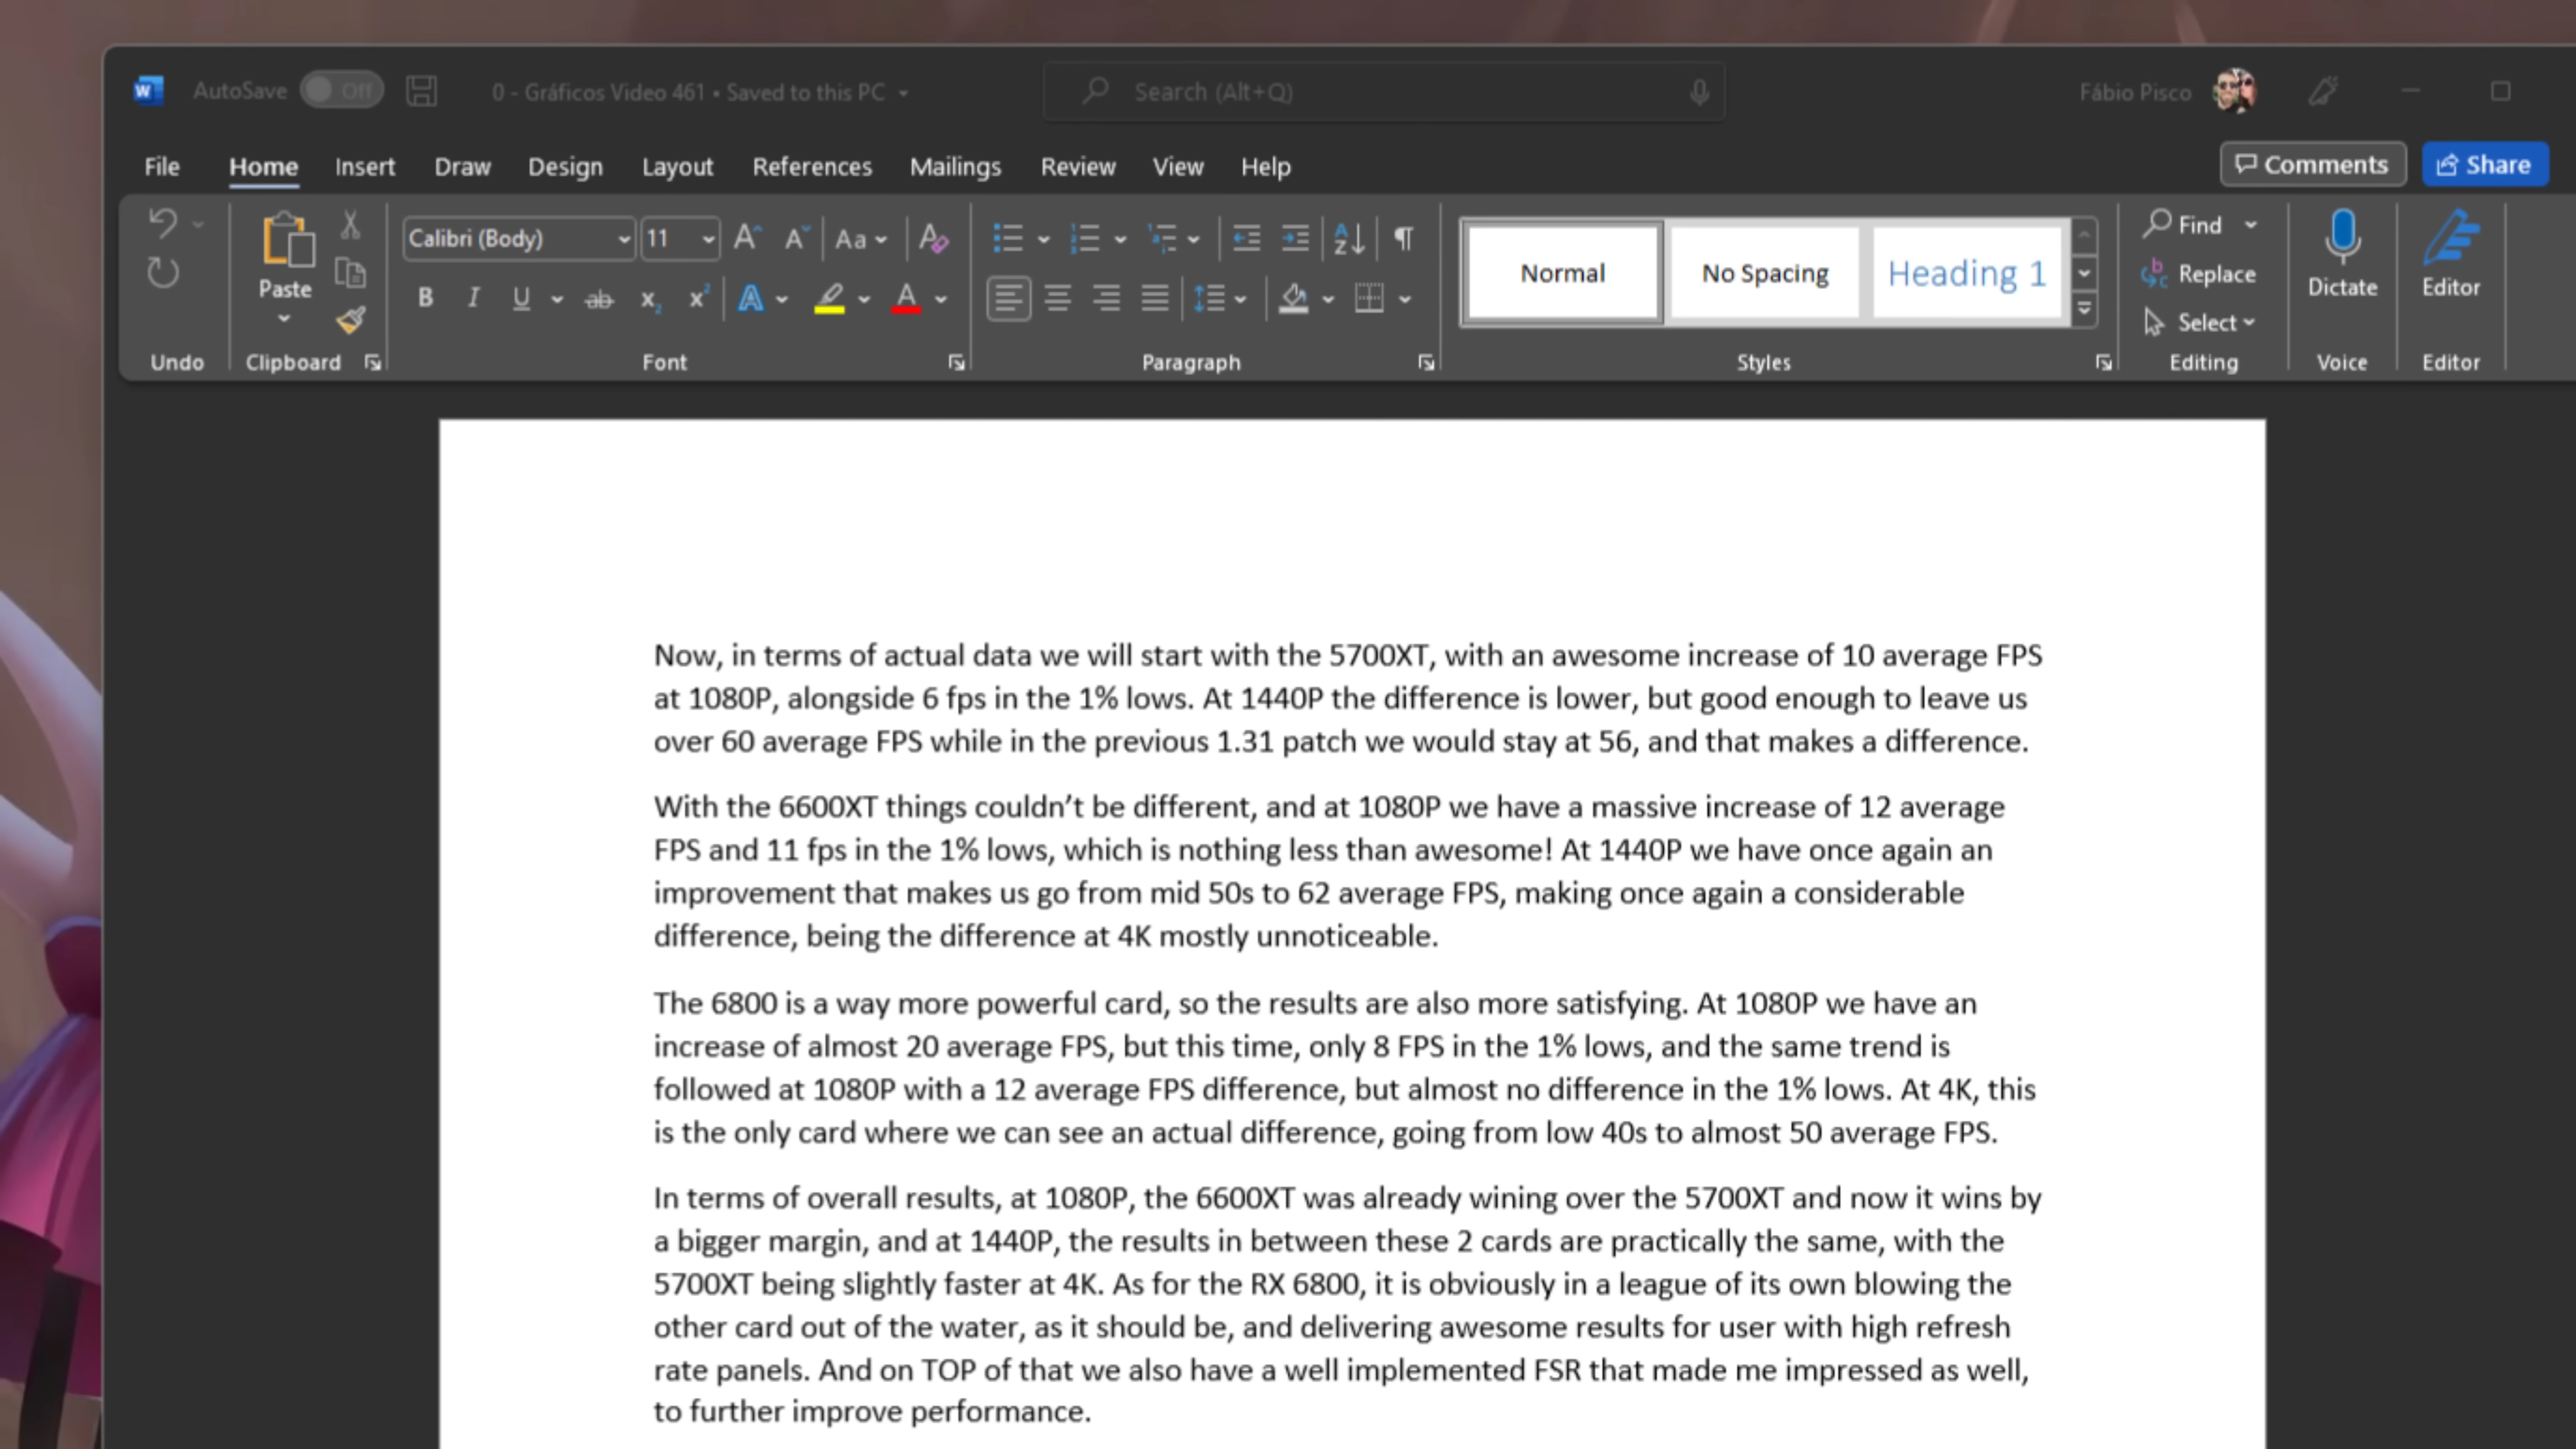 W AutoSave Off 0 - Gráficos Video 461 • Saved to this PC Search (Alt+Q) Fábio Pisco
File Home Insert Draw Design Layout References Mailings Review View Help Comments Share
Calibri (Body) 11 A A Aa A Find
Paste Normal No Spacing Heading 1 Replace Dictate Editor
B I U ab x₂ x² A A Select
Undo Clipboard Font Paragraph Styles Editing Voice Editor
Now, in terms of actual data we will start with the 5700XT, with an awesome increase of 10 average FPS
at 1080P, alongside 6 fps in the 1% lows. At 1440P the difference is lower, but good enough to leave us
over 60 average FPS while in the previous 1.31 patch we would stay at 56, and that makes a difference.
With the 6600XT things couldn’t be different, and at 1080P we have a massive increase of 12 average
FPS and 11 fps in the 1% lows, which is nothing less than awesome! At 1440P we have once again an
improvement that makes us go from mid 50s to 62 average FPS, making once again a considerable
difference, being the difference at 4K mostly unnoticeable.
The 6800 is a way more powerful card, so the results are also more satisfying. At 1080P we have an
increase of almost 20 average FPS, but this time, only 8 FPS in the 1% lows, and the same trend is
followed at 1080P with a 12 average FPS difference, but almost no difference in the 1% lows. At 4K, this
is the only card where we can see an actual difference, going from low 40s to almost 50 average FPS.
In terms of overall results, at 1080P, the 6600XT was already wining over the 5700XT and now it wins by
a bigger margin, and at 1440P, the results in between these 2 cards are practically the same, with the
5700XT being slightly faster at 4K. As for the RX 6800, it is obviously in a league of its own blowing the
other card out of the water, as it should be, and delivering awesome results for user with high refresh
rate panels. And on TOP of that we also have a well implemented FSR that made me impressed as well,
to further improve performance.